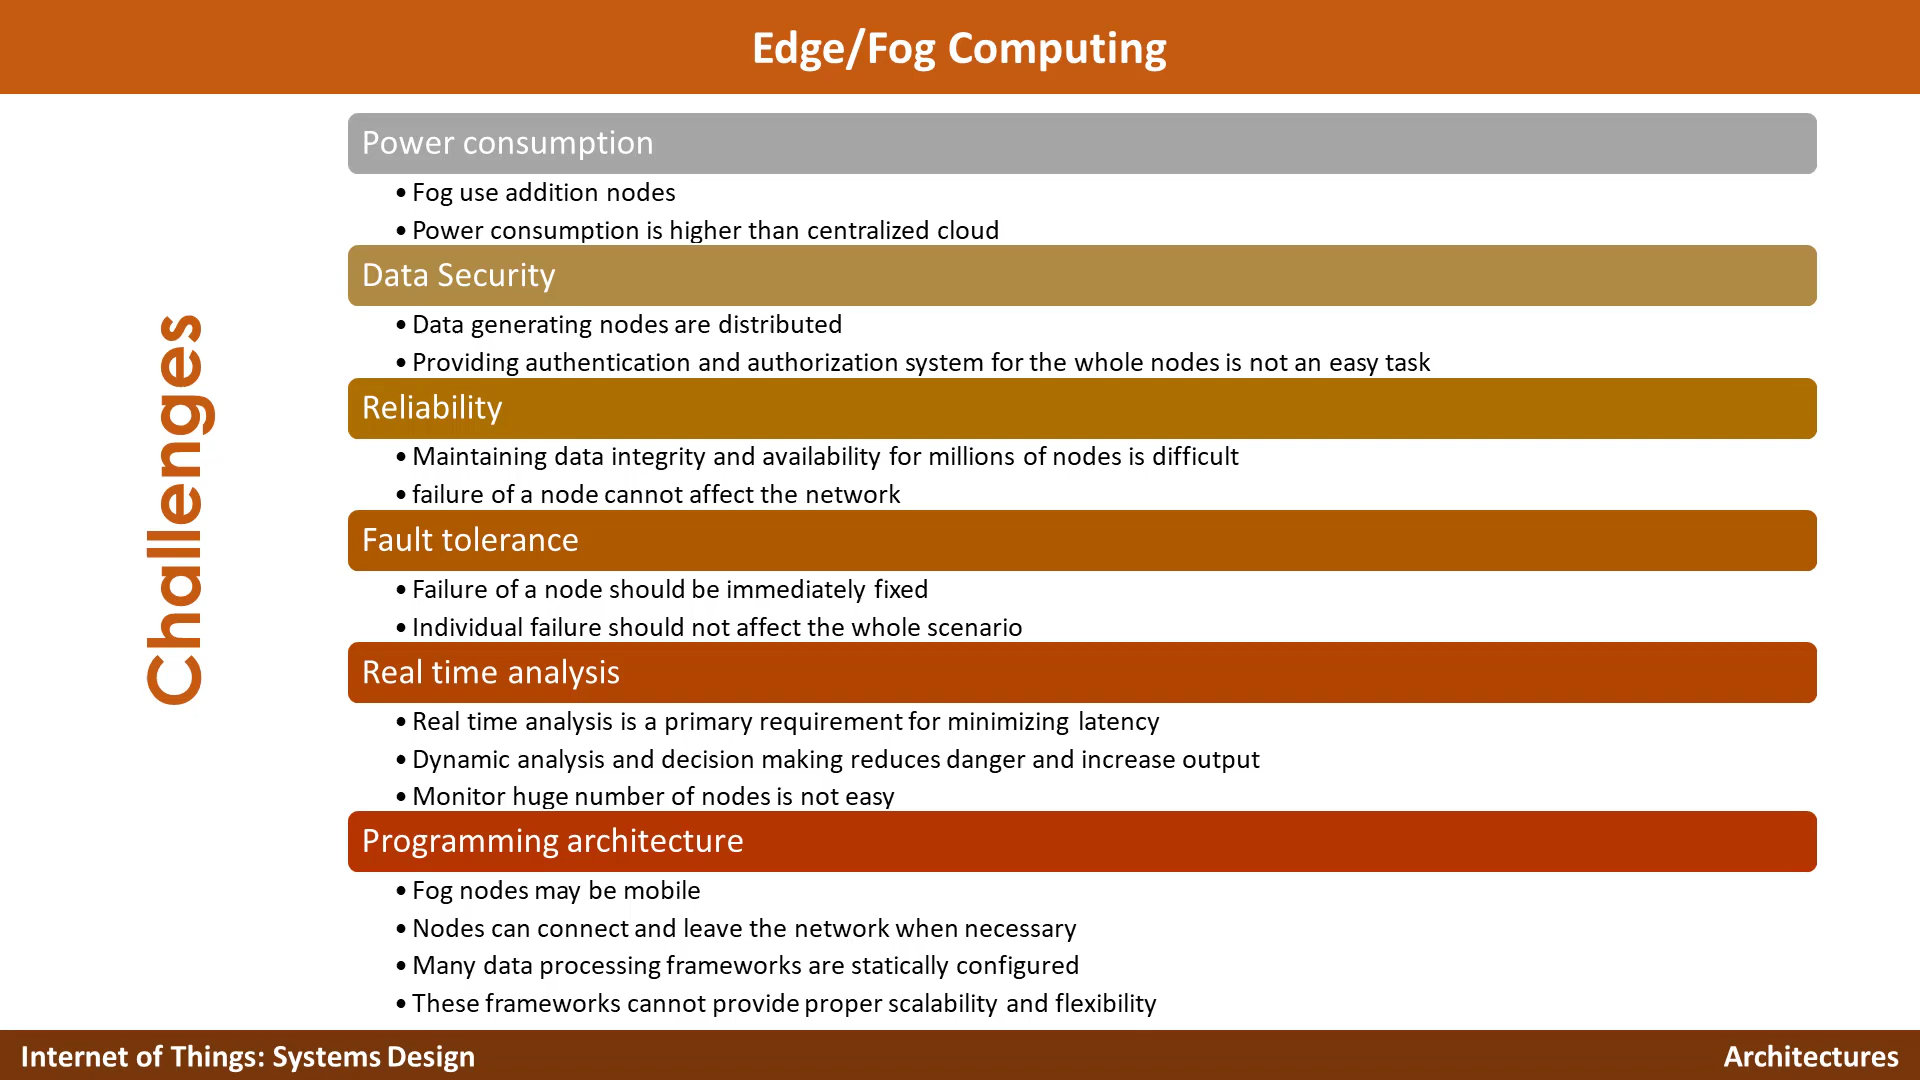 Edge/Fog Computing
Challenges
Power consumption
• Fog use addition nodes
• Power consumption is higher than centralized cloud
Data Security
• Data generating nodes are distributed
• Providing authentication and authorization system for the whole nodes is not an easy task
Reliability
• Maintaining data integrity and availability for millions of nodes is difficult
• failure of a node cannot affect the network
Fault tolerance
• Failure of a node should be immediately fixed
• Individual failure should not affect the whole scenario
Real time analysis
• Real time analysis is a primary requirement for minimizing latency
• Dynamic analysis and decision making reduces danger and increase output
• Monitor huge number of nodes is not easy
Programming architecture
• Fog nodes may be mobile
• Nodes can connect and leave the network when necessary
• Many data processing frameworks are statically configured
• These frameworks cannot provide proper scalability and flexibility
Internet of Things: Systems Design
Architectures